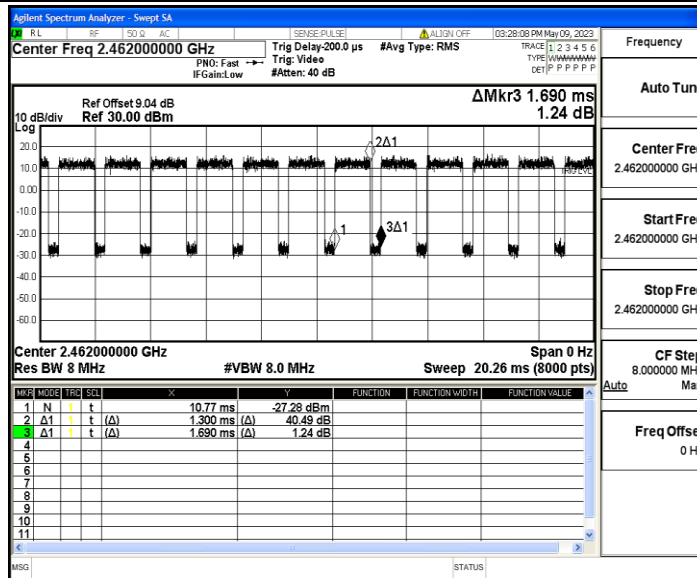 Agilent Spectrum Analyzer - Swept SA
RL RF 50 Ω AC SENSE:PULSE ALIGN OFF 03:28:08 PM May 09, 2023
Center Freq 2.462000000 GHz
Trig Delay-200.0 µs #Avg Type: RMS
TRACE 1 2 3 4 5 6
PNO: Fast Trig: Video
TYPE WWWWWW
IFGain:Low #Atten: 40 dB
DET P P P P P P
ΔMkr3 1.690 ms
1.24 dB
Ref Offset 9.04 dB
10 dB/div Ref 30.00 dBm
Log
20.0
10.0
0.00
-10.0
-20.0
-30.0
-40.0
-50.0
-60.0
2Δ1
TRIG LVL
1
3Δ1
Center 2.462000000 GHz Span 0 Hz
Res BW 8 MHz #VBW 8.0 MHz Sweep 20.26 ms (8000 pts)
MKR MODE TRC SCL X Y FUNCTION FUNCTION WIDTH FUNCTION VALUE
1 N 1 t 10.77 ms -27.28 dBm
2 Δ1 1 t (Δ) 1.300 ms (Δ) 40.49 dB
3 Δ1 1 t (Δ) 1.690 ms (Δ) 1.24 dB
4
5
6
7
8
9
10
11
MSG STATUS
Frequency
Auto Tun
Center Fre
2.462000000 GH
Start Fre
2.462000000 GH
Stop Fre
2.462000000 GH
CF Step
8.000000 MH
Auto Ma
Freq Offse
0 H